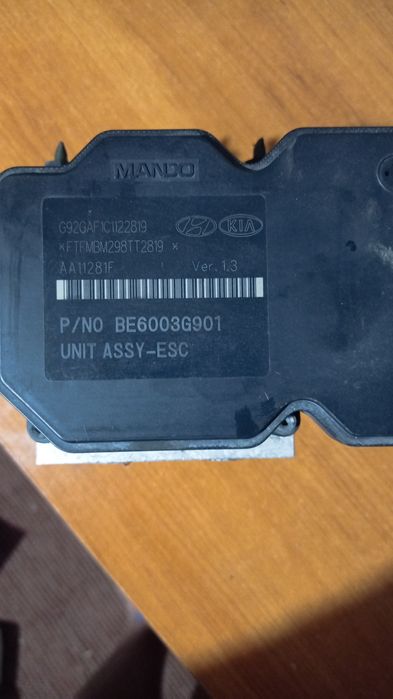 MANDO
G92GAF1C1122819
KIA
*FTFMBM298TT2819 *
AA11281F Ver.1.3
P/NO BE6003G901
UNIT ASSY-ESC